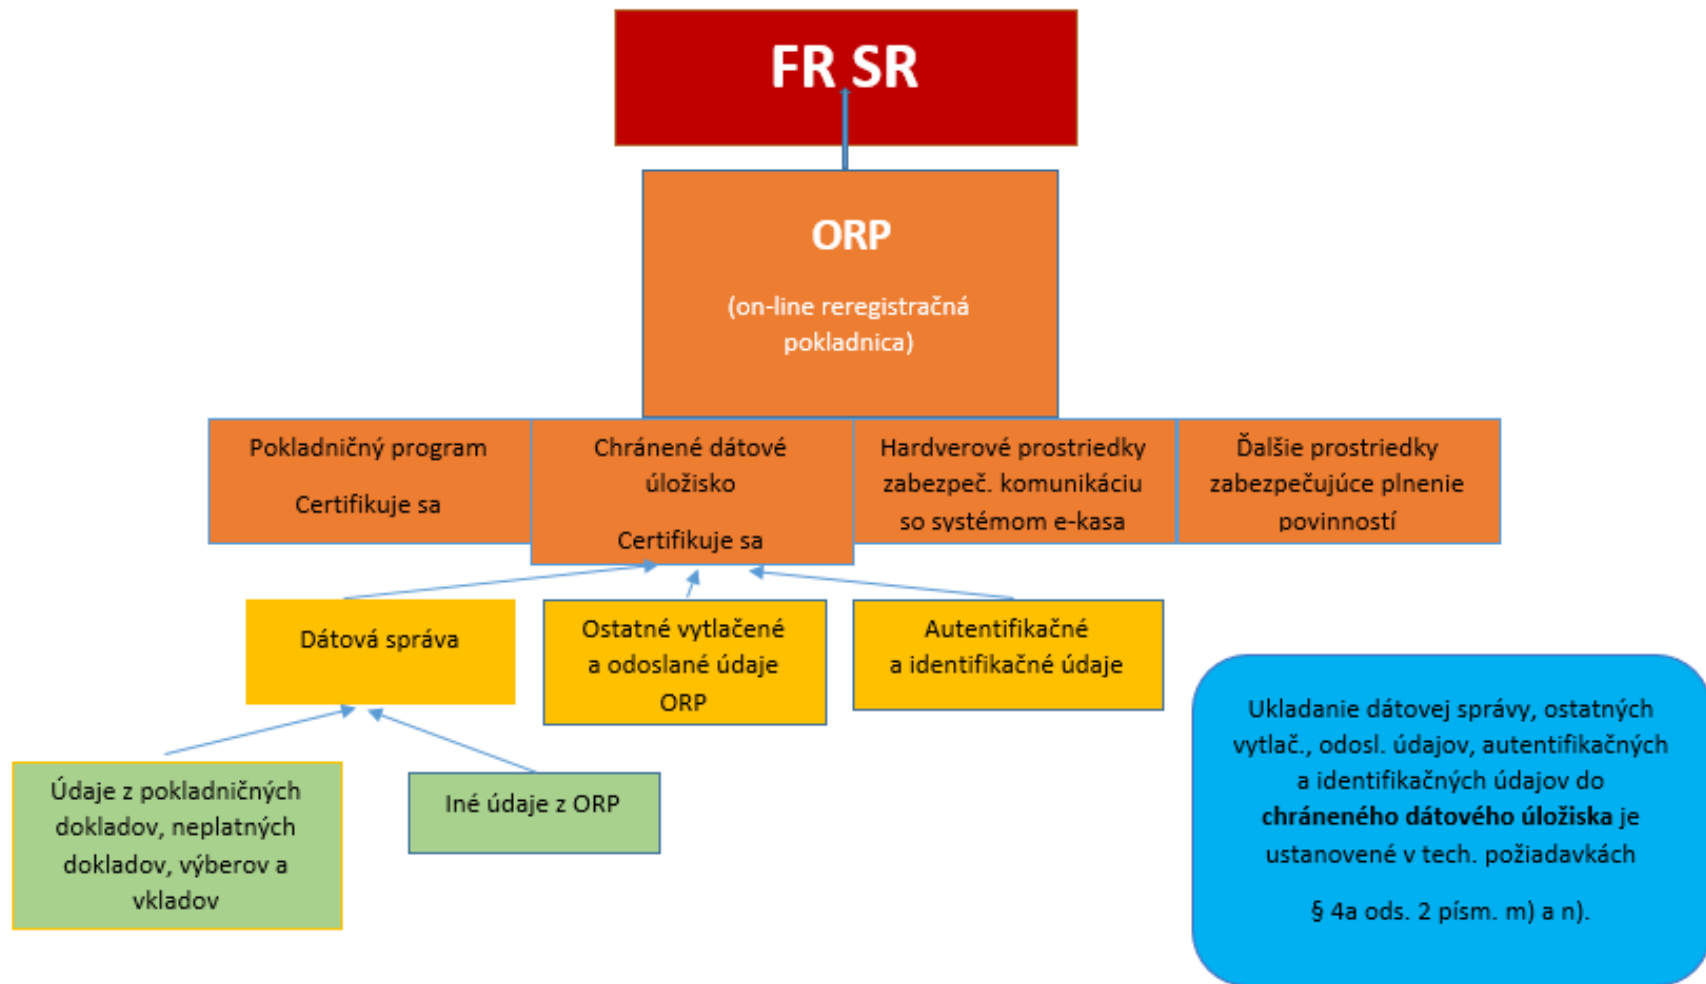 FR SR
ORP
(on-line reregistračná
pokladnica)
Pokladničný program
Certifikuje sa
Chránené dátové
úložisko
Certifikuje sa
Hardverové prostriedky
zabezpeč. komunikáciu
so systémom e-kasa
Ďalšie prostriedky
zabezpečujúce plnenie
povinností
Dátová správa
Ostatné vytlačené
a odoslané údaje
ORP
Autentifikačné
a identifikačné údaje
Údaje z pokladničných
dokladov, neplatných
dokladov, výberov a
vkladov
Iné údaje z ORP
Ukladanie dátovej správy, ostatných
vytlač., odosl. údajov, autentifikačných
a identifikačných údajov do
chráneného dátového úložiska je
ustanovené v tech. požiadavkách
§ 4a ods. 2 písm. m) a n).